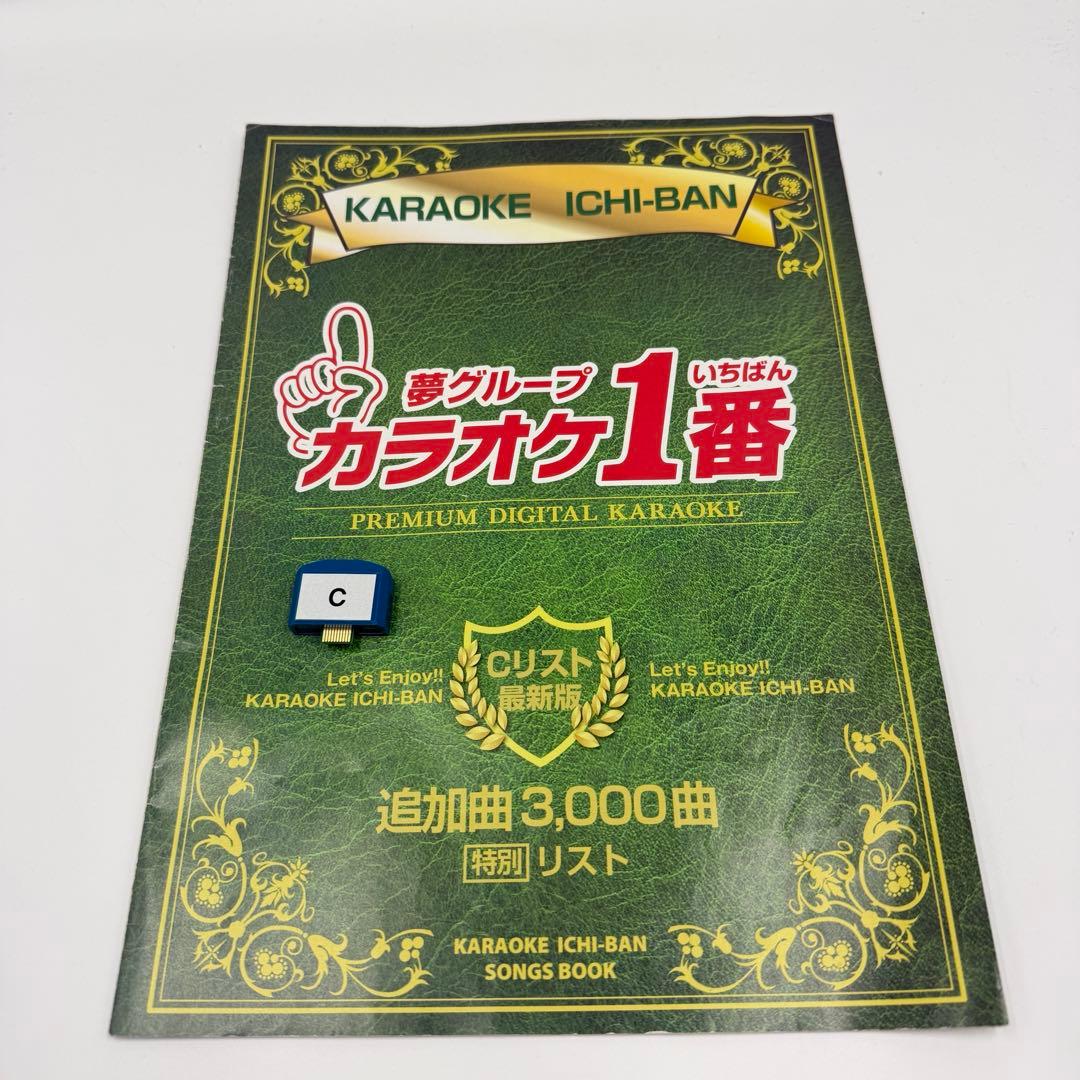 KARAOKE ICHI-BAN
夢グループ
カラオケ1番
いちばん
PREMIUM DIGITAL KARAOKE
C
Let's Enjoy!!
KARAOKE ICHI-BAN
Cリスト
最新版
Let's Enjoy!!
KARAOKE ICHI-BAN
追加曲3,000曲
特別リスト
KARAOKE ICHI-BAN
SONGS BOOK